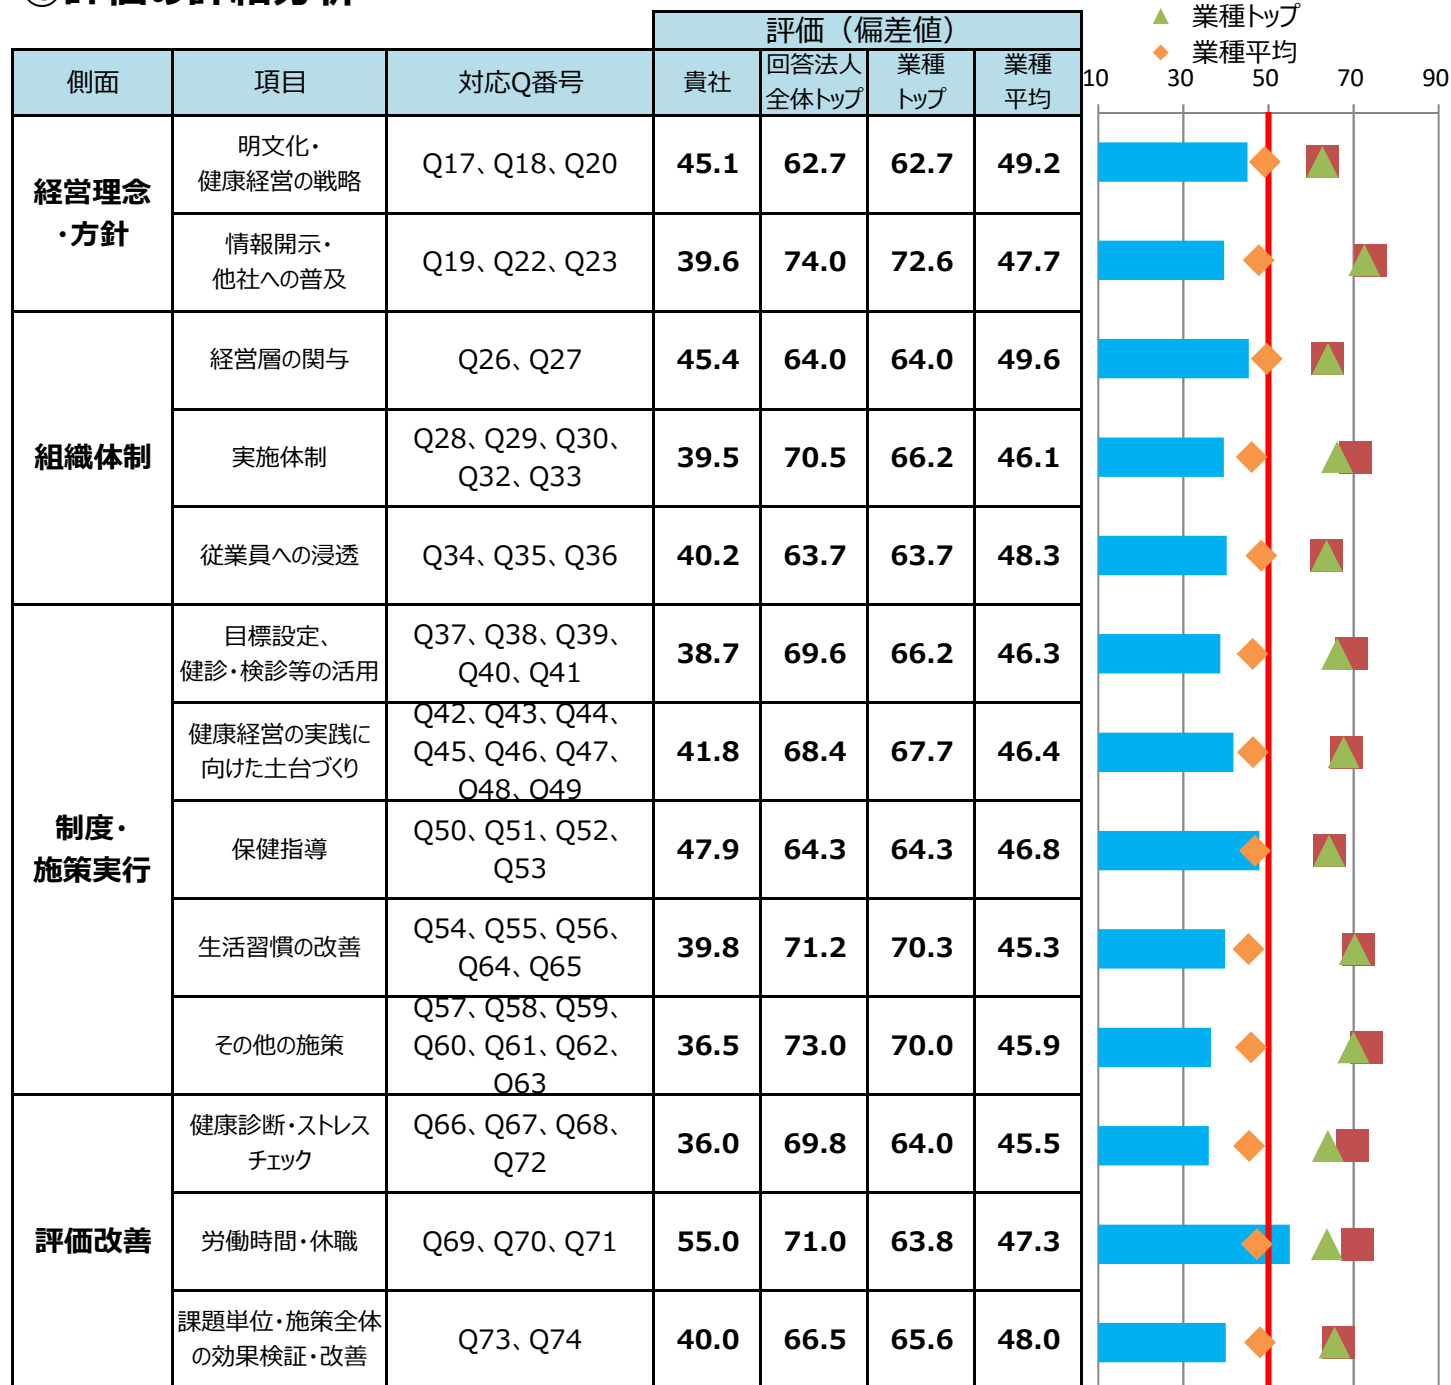 評価の詳細分析
▲ 業種トップ
◆ 業種平均
評価（偏差値）
側面 項目 対応Q番号 貴社 回答法人 業種 業種
全体トップ トップ 平均
10 30 50 70 90
経営理念
・方針
明文化・
健康経営の戦略
Q17、Q18、Q20 45.1 62.7 62.7 49.2
情報開示・
他社への普及
Q19、Q22、Q23 39.6 74.0 72.6 47.7
組織体制
経営層の関与 Q26、Q27 45.4 64.0 64.0 49.6
実施体制
Q28、Q29、Q30、
Q32、Q33
39.5 70.5 66.2 46.1
従業員への浸透 Q34、Q35、Q36 40.2 63.7 63.7 48.3
制度・
施策実行
目標設定、
健診・検診等の活用
Q37、Q38、Q39、
Q40、Q41
38.7 69.6 66.2 46.3
健康経営の実践に
向けた土台づくり
Q42、Q43、Q44、
Q45、Q46、Q47、
Q48、Q49
41.8 68.4 67.7 46.4
保健指導
Q50、Q51、Q52、
Q53
47.9 64.3 64.3 46.8
生活習慣の改善
Q54、Q55、Q56、
Q64、Q65
39.8 71.2 70.3 45.3
その他の施策
Q57、Q58、Q59、
Q60、Q61、Q62、
Q63
36.5 73.0 70.0 45.9
評価改善
健康診断・ストレス
チェック
Q66、Q67、Q68、
Q72
36.0 69.8 64.0 45.5
労働時間・休職 Q69、Q70、Q71 55.0 71.0 63.8 47.3
課題単位・施策全体
の効果検証・改善
Q73、Q74 40.0 66.5 65.6 48.0